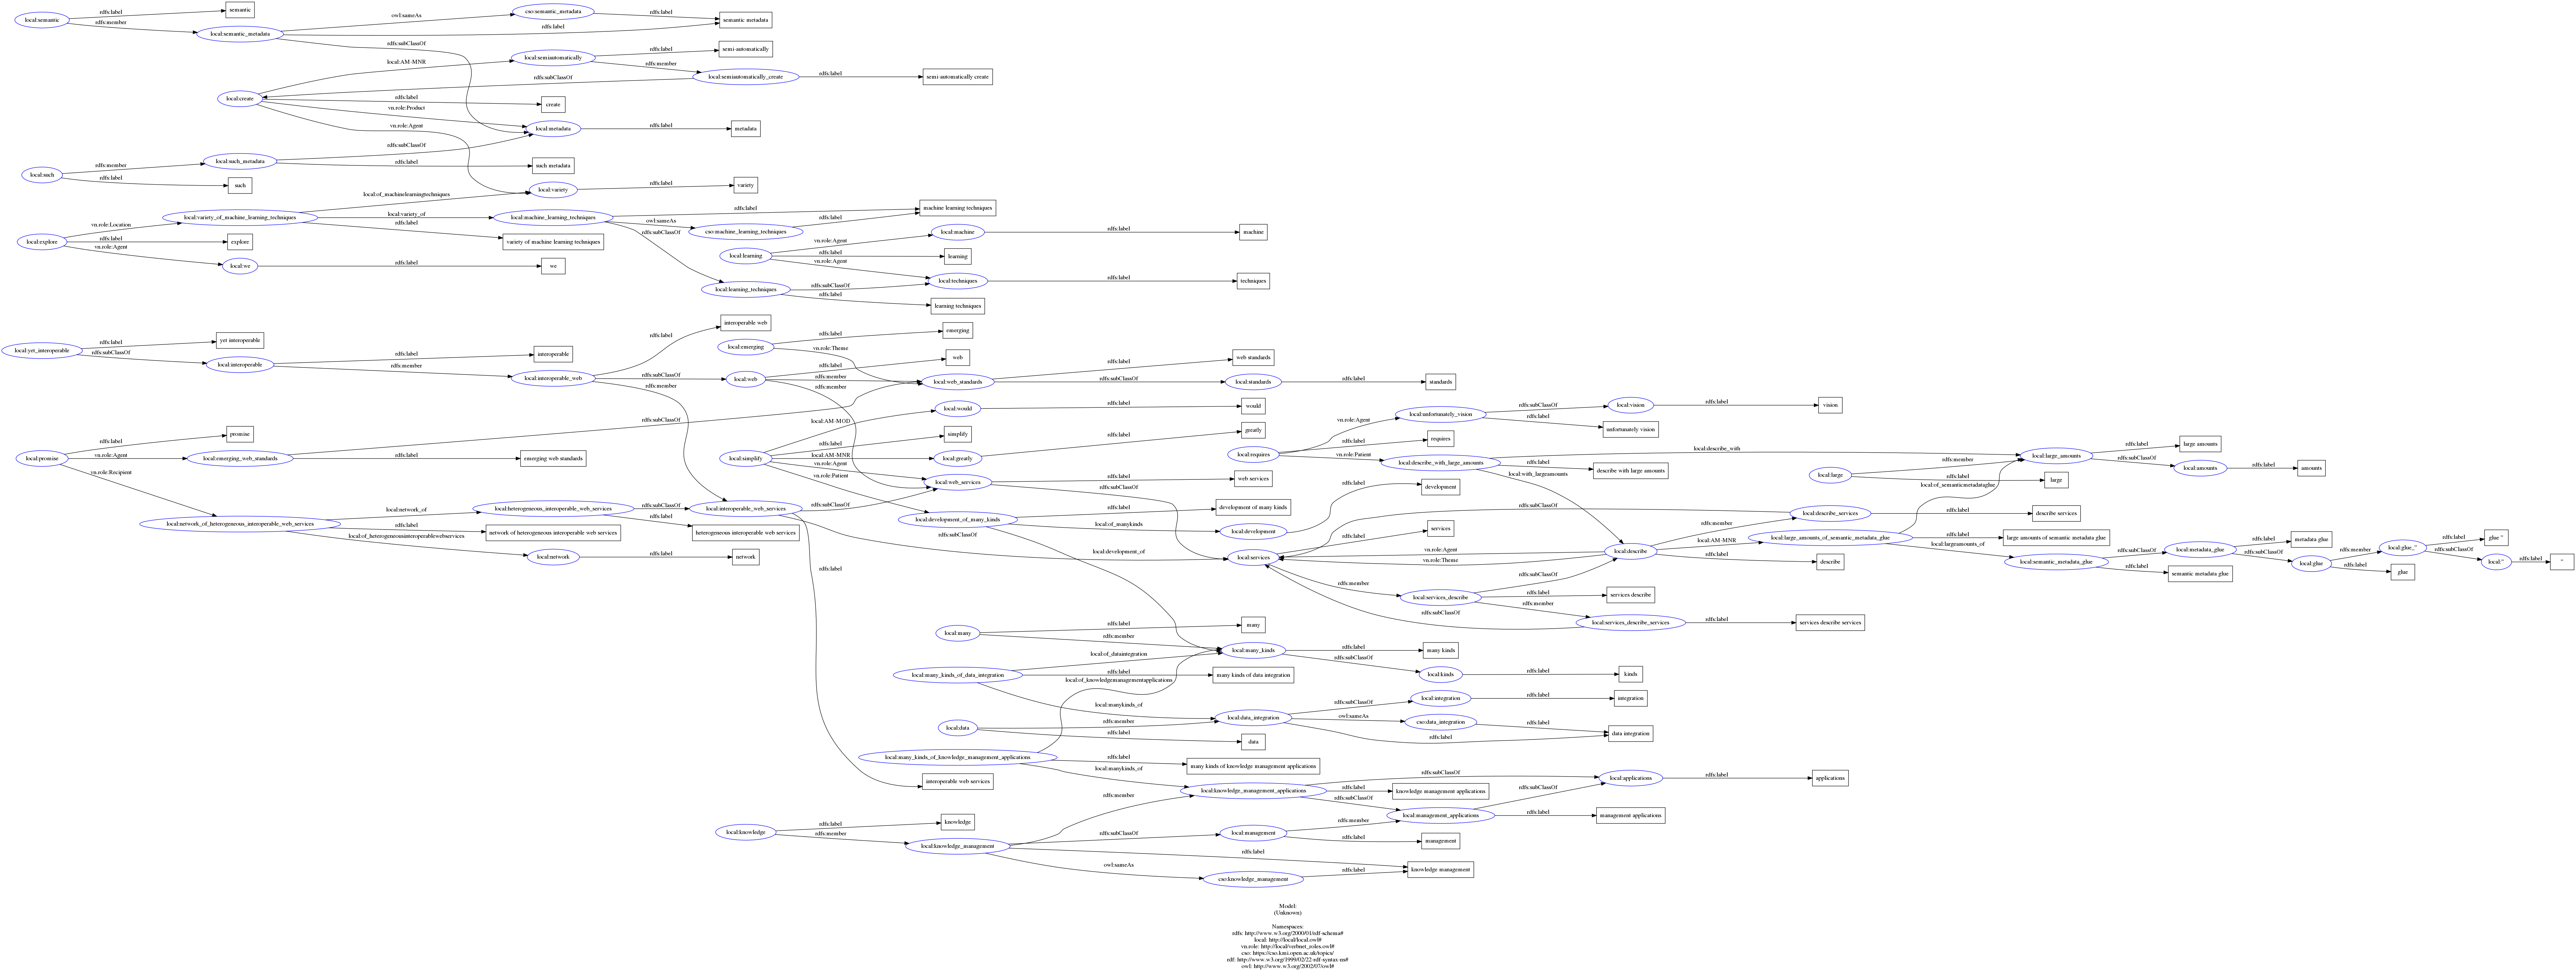 local:semantic
rdfs:label
semantic
rdfs:member
local:semantic_metadata
owl:sameAs
cso:semantic_metadata
rdfs:label
semantic metadata
rdfs:label
rdfs:subClassOf
local:create
local:AM-MNR
local:semiautomatically
rdfs:label
semi-automatically
rdfs:member
local:semiautomatically_create
rdfs:label
semi-automatically create
rdfs:subClassOf
rdfs:label
create
vn.role:Product
local:metadata
rdfs:label
metadata
vn.role:Agent
local:such
rdfs:member
local:such_metadata
rdfs:subClassOf
rdfs:label
such metadata
rdfs:label
such
local:variety
rdfs:label
variety
local:of_machinelearningtechniques
local:explore
vn.role:Location
local:variety_of_machine_learning_techniques
local:variety_of
local:machine_learning_techniques
rdfs:label
machine learning techniques
owl:sameAs
cso:machine_learning_techniques
rdfs:label
rdfs:subClassOf
rdfs:label
variety of machine learning techniques
rdfs:label
explore
vn.role:Agent
local:we
rdfs:label
we
local:learning
vn.role:Agent
local:machine
rdfs:label
machine
rdfs:label
learning
vn.role:Agent
local:techniques
rdfs:label
techniques
local:learning_techniques
rdfs:subClassOf
rdfs:label
learning techniques
local:yet_interoperable
rdfs:label
yet interoperable
rdfs:subClassOf
local:interoperable
rdfs:label
interoperable
rdfs:member
local:interoperable_web
rdfs:label
interoperable web
rdfs:subClassOf
rdfs:member
local:emerging
rdfs:label
emerging
vn.role:Theme
local:web
rdfs:label
web
rdfs:member
rdfs:member
local:web_standards
rdfs:label
web standards
rdfs:subClassOf
local:standards
rdfs:label
standards
local:promise
rdfs:label
promise
vn.role:Agent
local:emerging_web_standards
rdfs:subClassOf
rdfs:label
emerging web standards
vn.role:Recipient
local:network_of_heterogeneous_interoperable_web_services
local:network_of
local:heterogeneous_interoperable_web_services
rdfs:subClassOf
rdfs:label
heterogeneous interoperable web services
rdfs:label
network of heterogeneous interoperable web services
local:of_heterogeneousinteroperablewebservices
local:network
rdfs:label
network
local:interoperable_web_services
rdfs:subClassOf
rdfs:subClassOf
rdfs:label
interoperable web services
local:simplify
local:AM-MOD
local:would
rdfs:label
would
rdfs:label
simplify
local:AM-MNR
local:greatly
rdfs:label
greatly
vn.role:Agent
local:web_services
rdfs:label
web services
rdfs:subClassOf
vn.role:Patient
local:development_of_many_kinds
rdfs:label
development of many kinds
local:of_manykinds
local:development
rdfs:label
development
local:development_of
local:requires
vn.role:Agent
local:unfortunately_vision
rdfs:subClassOf
local:vision
rdfs:label
vision
rdfs:label
unfortunately vision
rdfs:label
requires
vn.role:Patient
local:describe_with_large_amounts
local:describe_with
rdfs:label
describe with large amounts
local:with_largeamounts
local:large
rdfs:member
rdfs:label
large
local:large_amounts
rdfs:label
large amounts
rdfs:subClassOf
local:amounts
rdfs:label
amounts
local:of_semanticmetadataglue
local:services
rdfs:label
services
rdfs:subClassOf
vn.role:Agent
vn.role:Theme
rdfs:member
local:describe
rdfs:member
local:describe_services
rdfs:label
describe services
local:AM-MNR
local:large_amounts_of_semantic_metadata_glue
rdfs:label
large amounts of semantic metadata glue
local:largeamounts_of
rdfs:label
describe
local:semantic_metadata_glue
rdfs:subClassOf
rdfs:label
semantic metadata glue
local:metadata_glue
rdfs:label
metadata glue
rdfs:subClassOf
local:glue
rdfs:member
rdfs:label
glue
local:glue_"
rdfs:label
glue "
rdfs:subClassOf
local:"
rdfs:label
"
local:services_describe
rdfs:subClassOf
rdfs:label
services describe
rdfs:member
local:services_describe_services
rdfs:subClassOf
rdfs:label
services describe services
local:many
rdfs:label
many
rdfs:member
local:many_kinds
rdfs:label
many kinds
rdfs:subClassOf
local:kinds
rdfs:label
kinds
local:many_kinds_of_data_integration
local:of_dataintegration
rdfs:label
many kinds of data integration
local:manykinds_of
local:of_knowledgemanagementapplications
local:data
rdfs:member
rdfs:label
data
local:data_integration
rdfs:subClassOf
local:integration
rdfs:label
integration
owl:sameAs
cso:data_integration
rdfs:label
data integration
rdfs:label
local:many_kinds_of_knowledge_management_applications
rdfs:label
many kinds of knowledge management applications
local:manykinds_of
local:knowledge_management_applications
rdfs:subClassOf
local:applications
rdfs:label
applications
rdfs:label
knowledge management applications
rdfs:subClassOf
local:management_applications
rdfs:subClassOf
rdfs:label
management applications
local:knowledge
rdfs:label
knowledge
rdfs:member
local:knowledge_management
rdfs:member
rdfs:subClassOf
local:management
rdfs:member
rdfs:label
management
rdfs:label
knowledge management
owl:sameAs
cso:knowledge_management
rdfs:label
Model:
(Unknown)
Namespaces:
rdfs: http://www.w3.org/2000/01/rdf-schema#
local: http://local/local.owl#
vn.role: http://local/verbnet_roles.owl#
cso: https://cso.kmi.open.ac.uk/topics/
rdf: http://www.w3.org/1999/02/22-rdf-syntax-ns#
owl: http://www.w3.org/2002/07/owl#